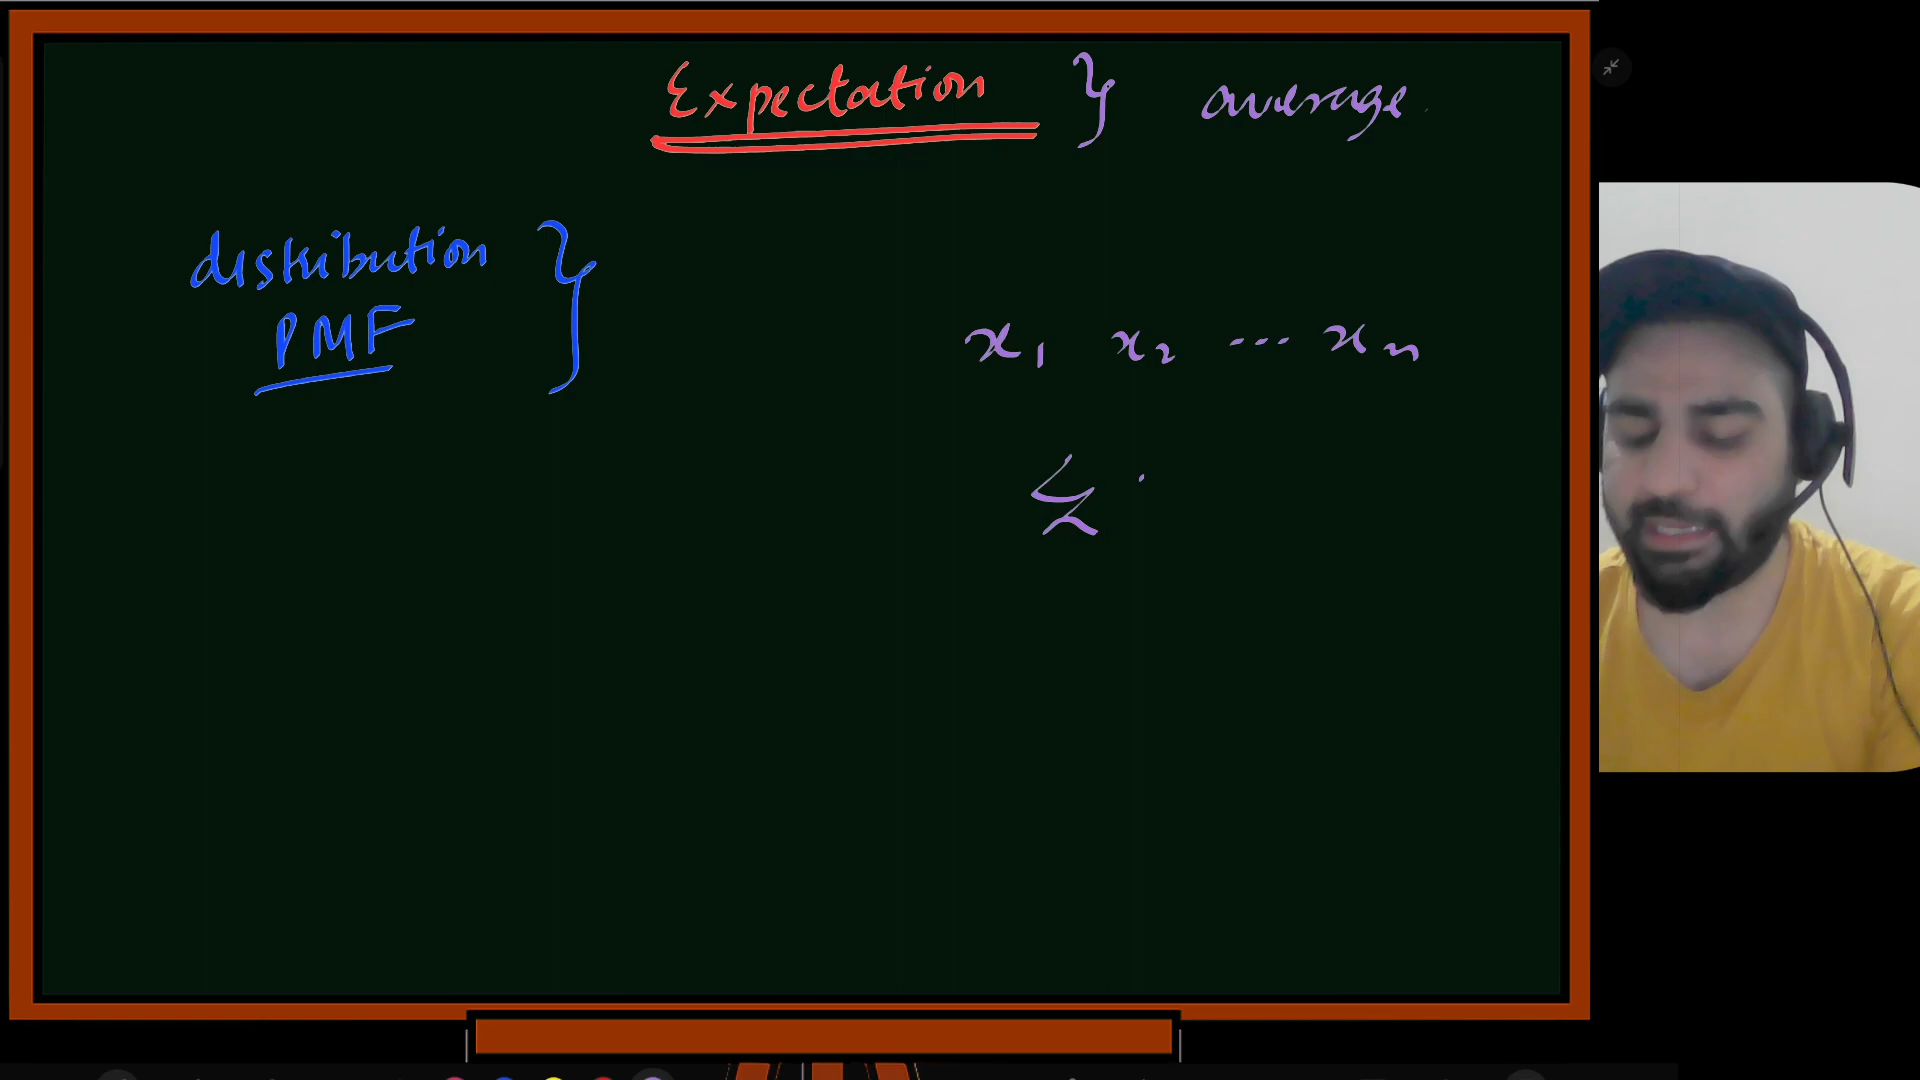 Expectation } average
distribution }
PMF
x₁ x₂ ... xₙ
Σ